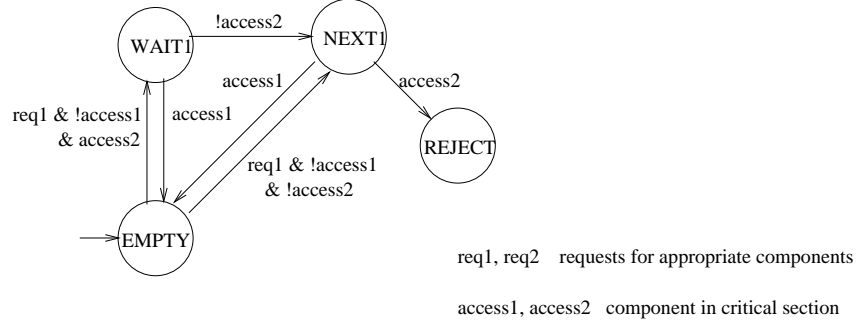 !access2
WAIT1
NEXT1
access1
access2
req1 & !access1
& access2
access1
REJECT
req1 & !access1
& !access2
EMPTY
req1, req2 requests for appropriate components
access1, access2 component in critical section